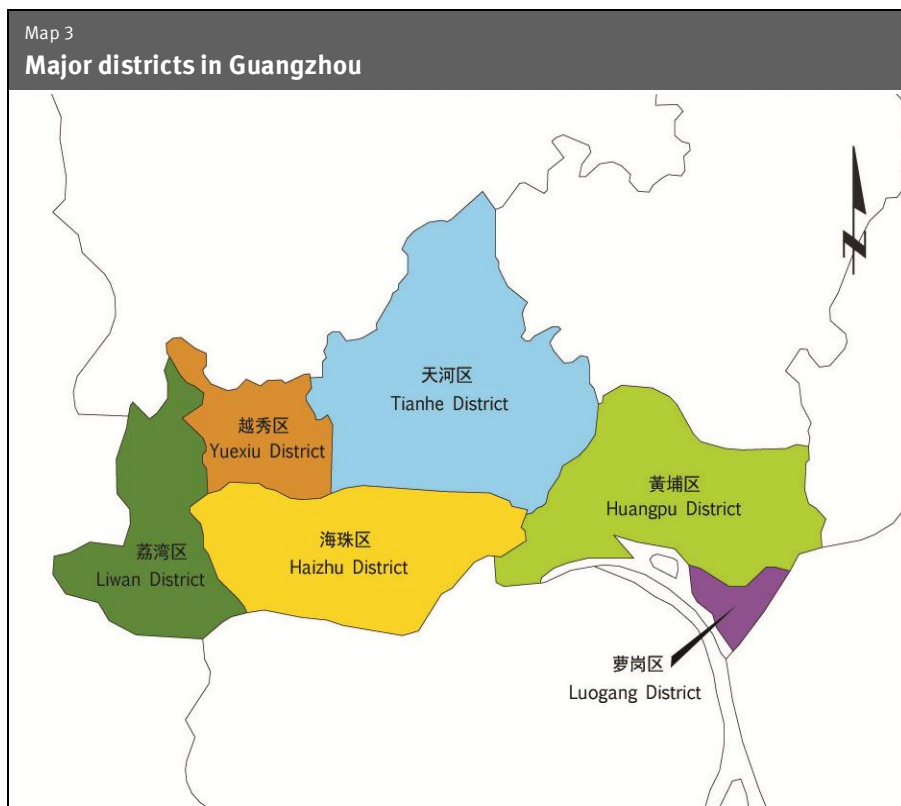 Map 3
Major districts in Guangzhou
天河区
Tianhe District
越秀区
Yuexiu District
黄埔区
Huangpu District
海珠区
Haizhu District
荔湾区
Liwan District
萝岗区
Luogang District